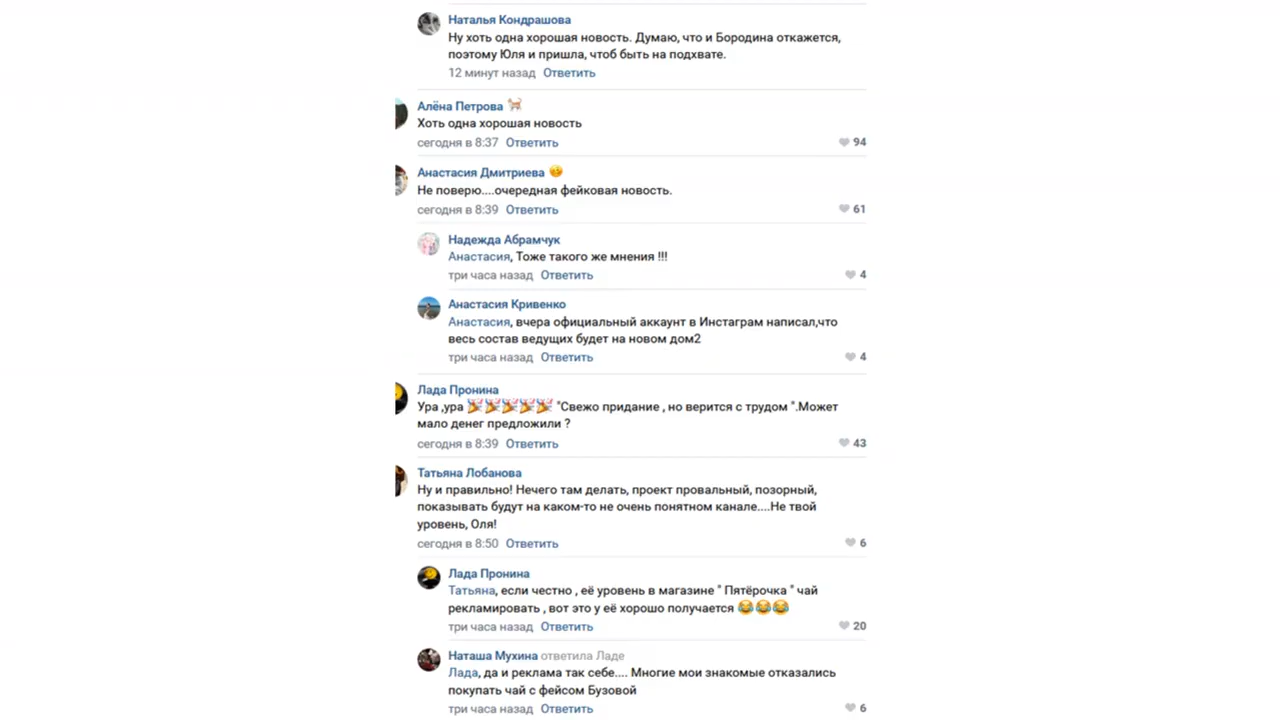 Наталья Кондрашова
Ну хоть одна хорошая новость. Думаю, что и Бородина откажется,
поэтому Юля и пришла, чтоб быть на подхвате.
12 минут назад Ответить
Алёна Петрова
Хоть одна хорошая новость
сегодня в 8:37 Ответить 94
Анастасия Дмитриева
Не поверю....очередная фейковая новость.
сегодня в 8:39 Ответить 61
Надежда Абрамчук
Анастасия, Тоже такого же мнения !!!
три часа назад Ответить 4
Анастасия Кривенко
Анастасия, вчера официальный аккаунт в Инстаграм написал,что
весь состав ведущих будет на новом дом2
три часа назад Ответить 4
Лада Пронина
Ура ,ура 🎉🎉🎉🎉🎉 "Свежо придание , но верится с трудом ".Может
мало денег предложили ?
сегодня в 8:39 Ответить 43
Татьяна Лобанова
Ну и правильно! Нечего там делать, проект провальный, позорный,
показывать будут на каком-то не очень понятном канале....Не твой
уровень, Оля!
сегодня в 8:50 Ответить 6
Лада Пронина
Татьяна, если честно , её уровень в магазине " Пятёрочка " чай
рекламировать , вот это у её хорошо получается 😂😂😂
три часа назад Ответить 20
Наташа Мухина ответила Ладе
Лада, да и реклама так себе.... Многие мои знакомые отказались
покупать чай с фейсом Бузовой
три часа назад Ответить 6